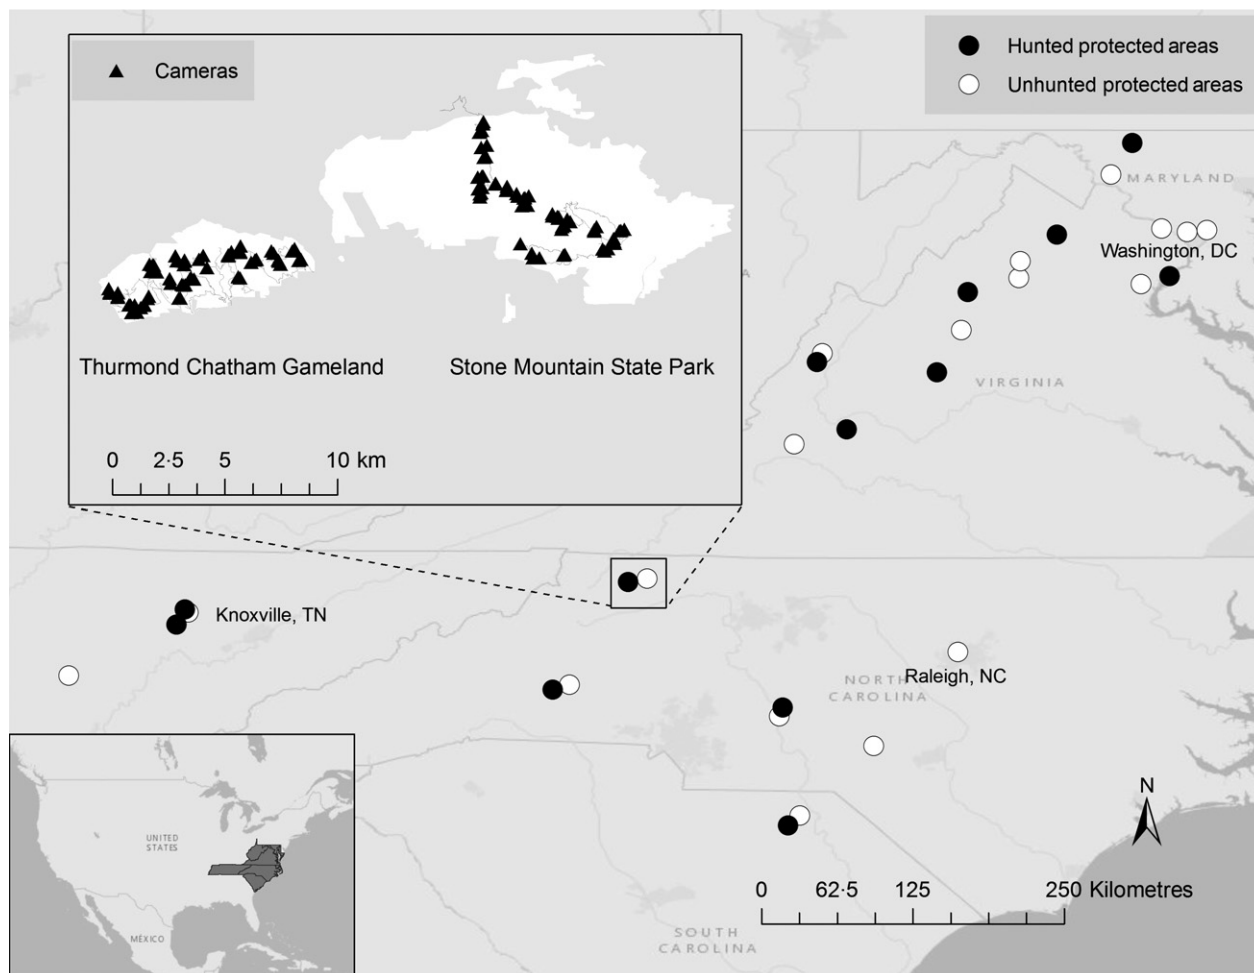 Cameras
Hunted protected areas
Unhunted protected areas
MARYLAND
Washington, DC
VIRGINIA
Thurmond Chatham Gameland
Stone Mountain State Park
0 2·5 5 10 km
Knoxville, TN
Raleigh, NC
NORTH
CAROLINA
N
0 62·5 125 250 Kilometres
SOUTH
CAROLINA
UNITED
STATES
MÉXICO